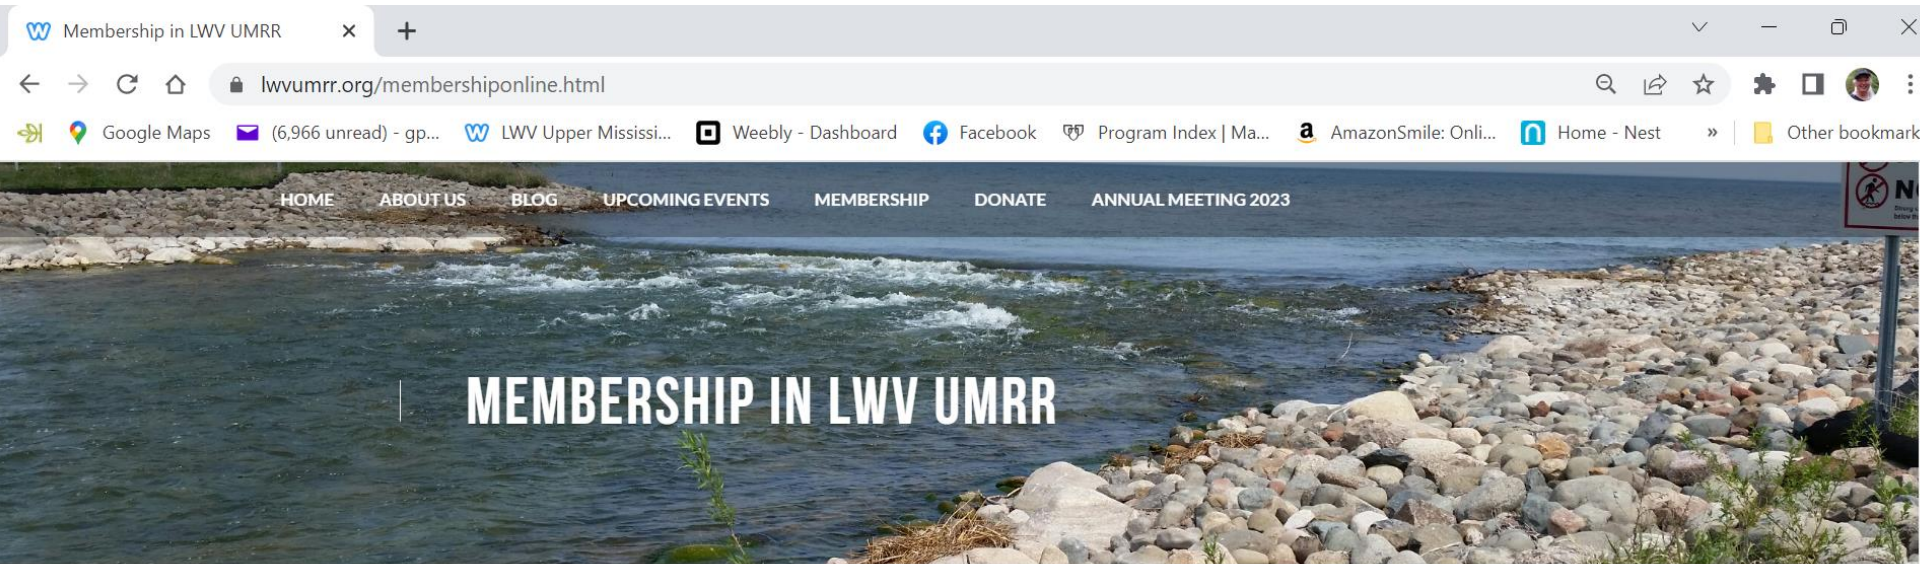 Membership in LWV UMRR
lwvumrr.org/membershiponline.html
Google Maps (6,966 unread) - gp... LWV Upper Mississi... Weebly - Dashboard Facebook Program Index | Ma... AmazonSmile: Onli... Home - Nest » Other bookmark
HOME ABOUT US BLOG UPCOMING EVENTS MEMBERSHIP DONATE ANNUAL MEETING 2023
MEMBERSHIP IN LWV UMRR